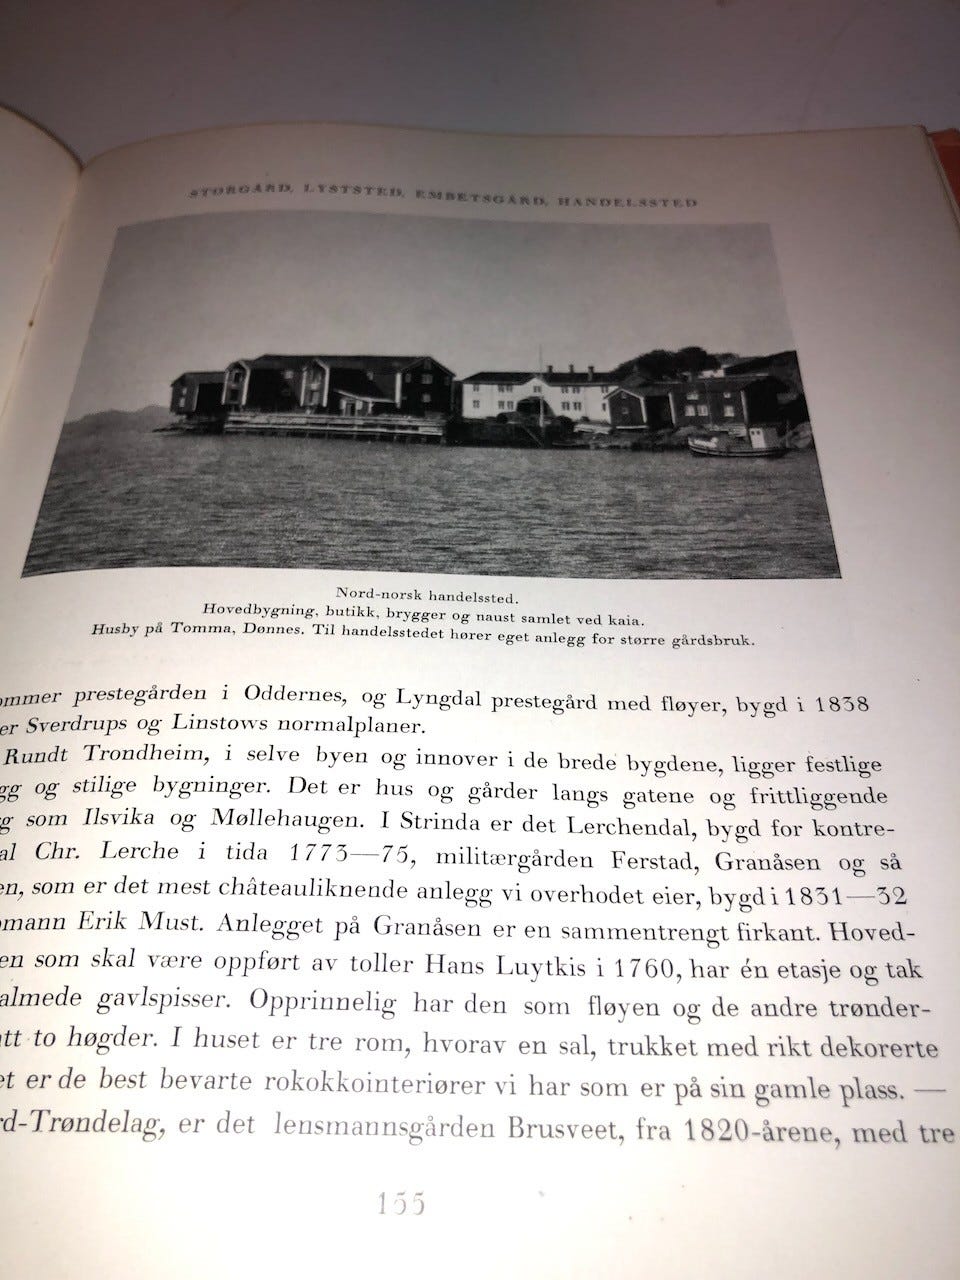 STORGÅRD, LYSTSTED, EMBETSGÅRD, HANDELSSTED
Nord-norsk handelssted.
Hovedbygning, butikk, brygger og naust samlet ved kaia.
Husby på Tomma, Dønnes. Til handelsstedet hører eget anlegg for større gårdsbruk.
ommer prestegården i Oddernes, og Lyngdal prestegård med fløyer, bygd i 1838
er Sverdrups og Linstows normalplaner.
Rundt Trondheim, i selve byen og innover i de brede bygdene, ligger festlige
gg og stilige bygninger. Det er hus og gårder langs gatene og frittliggende
g som Ilsvika og Møllehaugen. I Strinda er det Lerchendal, bygd for kontre-
al Chr. Lerche i tida 1773—75, militærgården Ferstad, Granåsen og så
en, som er det mest châteauliknende anlegg vi overhodet eier, bygd i 1831—32
omann Erik Must. Anlegget på Granåsen er en sammentrengt firkant. Hoved-
en som skal være oppført av toller Hans Luytkis i 1760, har én etasje og tak
almede gavlspisser. Opprinnelig har den som fløyen og de andre trønder-
tt to høgder. I huset er tre rom, hvorav en sal, trukket med rikt dekorerte
et er de best bevarte rokokkointeriører vi har som er på sin gamle plass. —
rd-Trøndelag, er det lensmannsgården Brusveet, fra 1820-årene, med tre
155